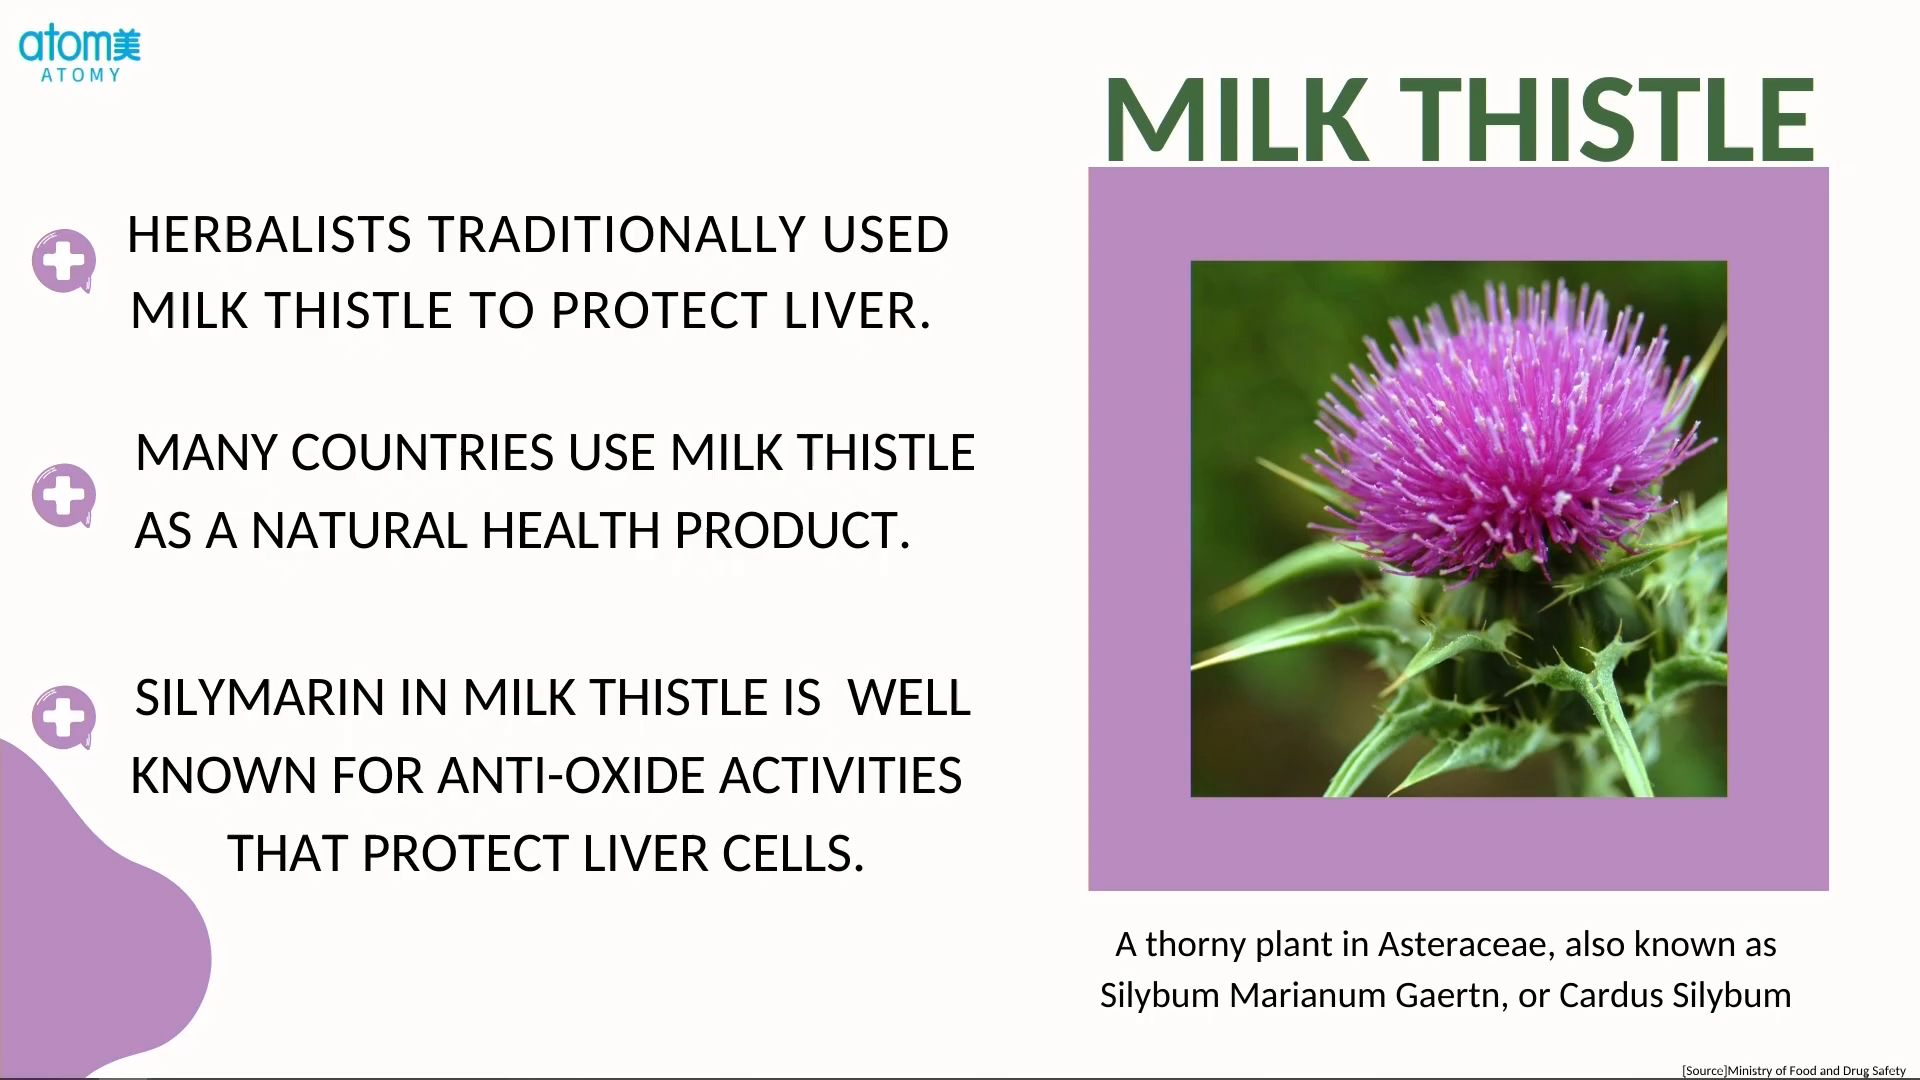 atom美
ATOMY
MILK THISTLE
HERBALISTS TRADITIONALLY USED
MILK THISTLE TO PROTECT LIVER.
MANY COUNTRIES USE MILK THISTLE
AS A NATURAL HEALTH PRODUCT.
SILYMARIN IN MILK THISTLE IS  WELL
KNOWN FOR ANTI-OXIDE ACTIVITIES
THAT PROTECT LIVER CELLS.
A thorny plant in Asteraceae, also known as
Silybum Marianum Gaertn, or Cardus Silybum
[Source]Ministry of Food and Drug Safety